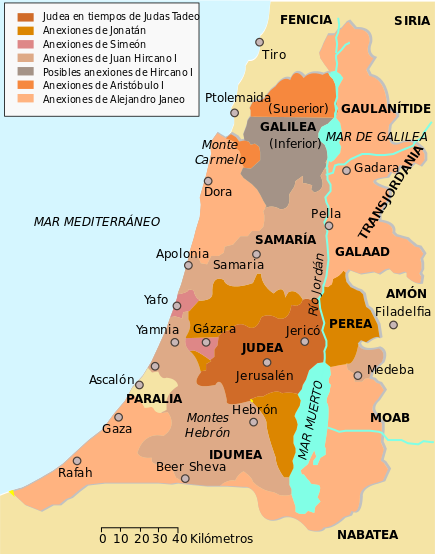 Judea en tiempos de Judas Tadeo
Anexiones de Jonatán
Anexiones de Simeón
Anexiones de Juan Hircano I
Posibles anexiones de Hircano I
Anexiones de Aristóbulo I
Anexiones de Alejandro Janeo
FENICIA
SIRIA
Tiro
Ptolemaida
(Superior)
GAULANÍTIDE
GALILEA
(Inferior)
MAR DE GALILEA
Monte
Carmelo
Gadara
TRANSJORDANIA
Dora
Pella
MAR MEDITERRÁNEO
SAMARÍA
Samaría
GALAAD
Apolonia
Río Jordán
AMÓN
Filadelfia
Yafo
Yamnia
Gázara
Jericó
PEREA
JUDEA
Jerusalén
Medeba
Ascalón
PARALIA
Hebrón
MAR MUERTO
MOAB
Gaza
Montes
Hebrón
IDUMEA
Rafah
Beer Sheva
0 10 20 30 40 Kilómetros
NABATEA